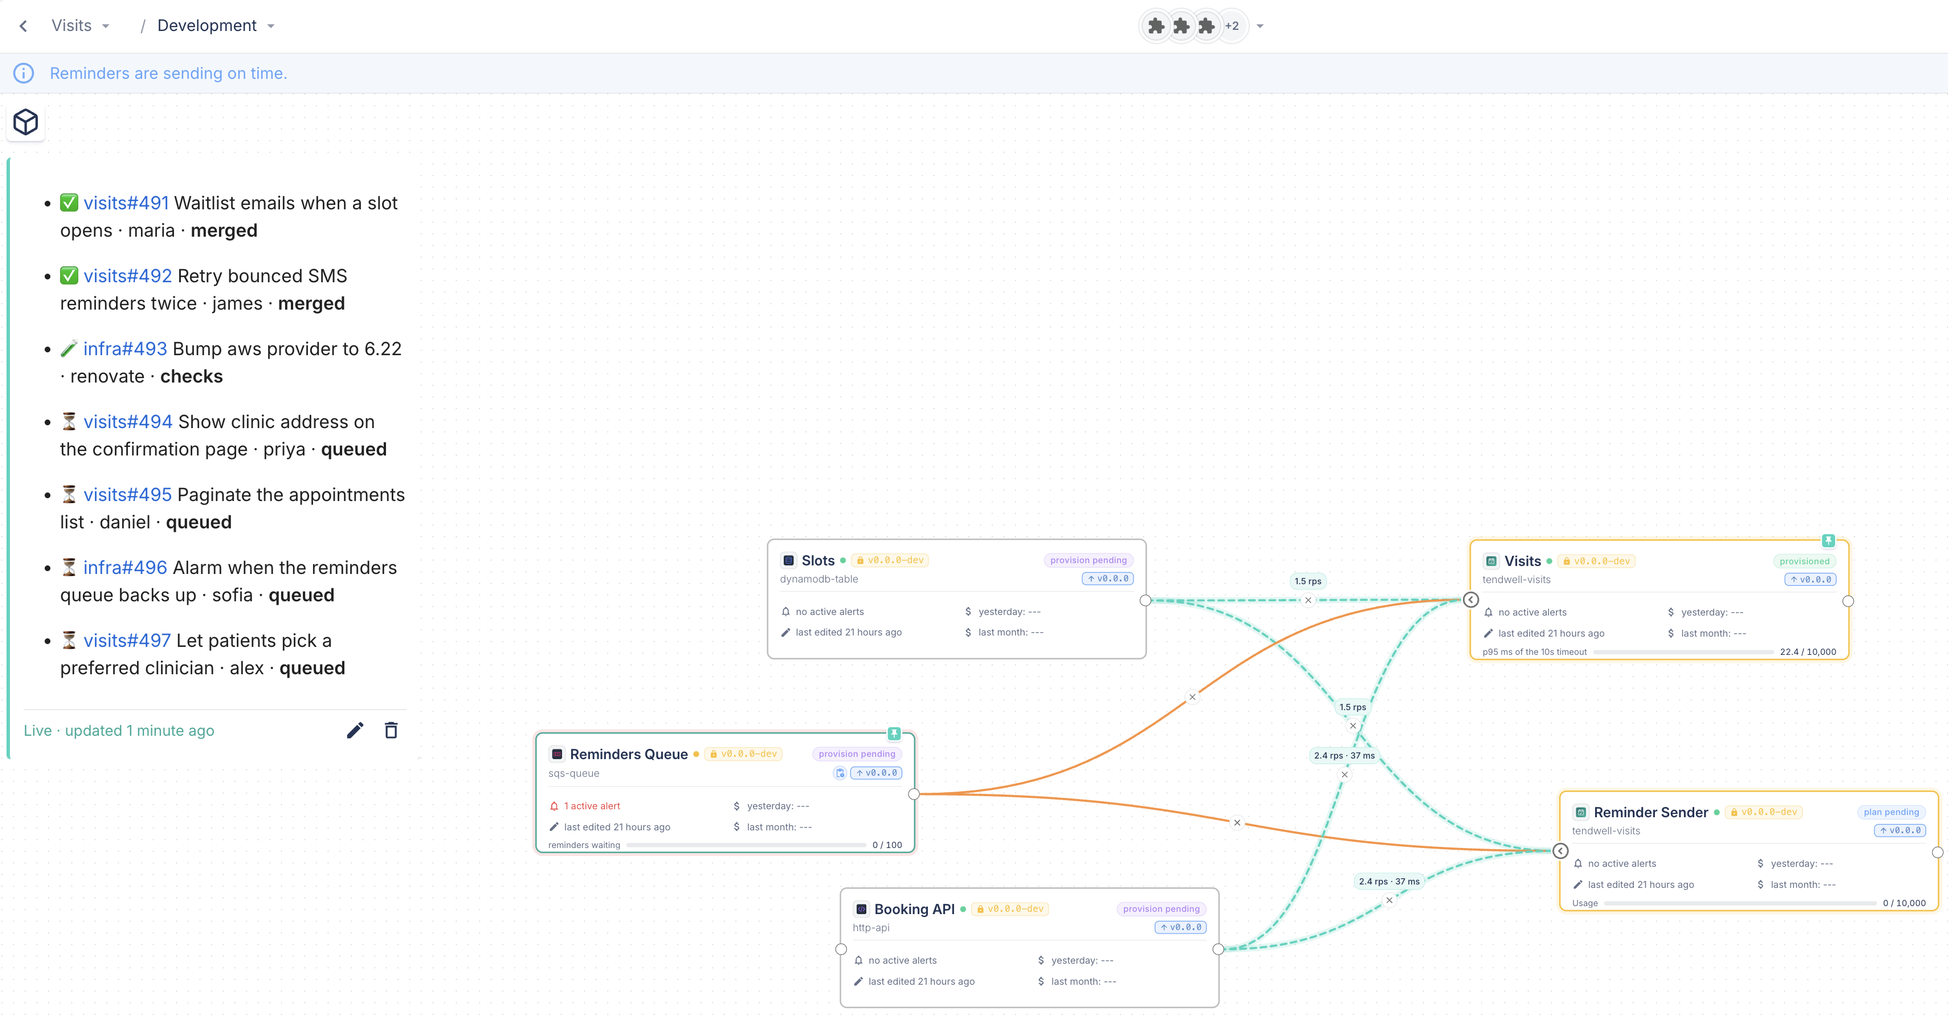 Visits / Development +2
Reminders are sending on time.
• ✅ visits#491 Waitlist emails when a slot
opens · maria · merged
• ✅ visits#492 Retry bounced SMS
reminders twice · james · merged
• 🧪 infra#493 Bump aws provider to 6.22
· renovate · checks
• ⏳ visits#494 Show clinic address on
the confirmation page · priya · queued
• ⏳ visits#495 Paginate the appointments
list · daniel · queued
• ⏳ infra#496 Alarm when the reminders
queue backs up · sofia · queued
• ⏳ visits#497 Let patients pick a
preferred clinician · alex · queued
Live · updated 1 minute ago
Slots v0.0.0-dev provision pending
dynamodb-table ↑ v0.0.0
no active alerts $ yesterday: ---
last edited 21 hours ago $ last month: ---
1.5 rps
Visits v0.0.0-dev provisioned
tendwell-visits ↑ v0.0.0
no active alerts $ yesterday: ---
last edited 21 hours ago $ last month: ---
p95 ms of the 10s timeout 22.4 / 10,000
1.5 rps
2.4 rps · 37 ms
Reminders Queue v0.0.0-dev provision pending
sqs-queue ↑ v0.0.0
1 active alert $ yesterday: ---
last edited 21 hours ago $ last month: ---
reminders waiting 0 / 100
Reminder Sender v0.0.0-dev plan pending
tendwell-visits ↑ v0.0.0
no active alerts $ yesterday: ---
last edited 21 hours ago $ last month: ---
Usage 0 / 10,000
2.4 rps · 37 ms
Booking API v0.0.0-dev provision pending
http-api ↑ v0.0.0
no active alerts $ yesterday: ---
last edited 21 hours ago $ last month: ---